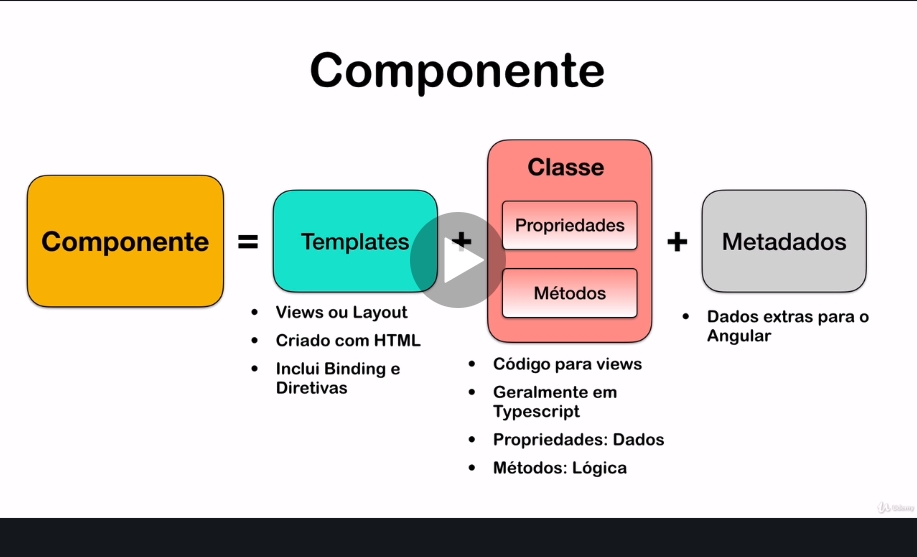 Componente
Componente
=
Templates
+
Classe
Propriedades
Métodos
+
Metadados
• Views ou Layout
• Criado com HTML
• Inclui Binding e
Diretivas
• Código para views
• Geralmente em
Typescript
• Propriedades: Dados
• Métodos: Lógica
• Dados extras para o
Angular
Udemy